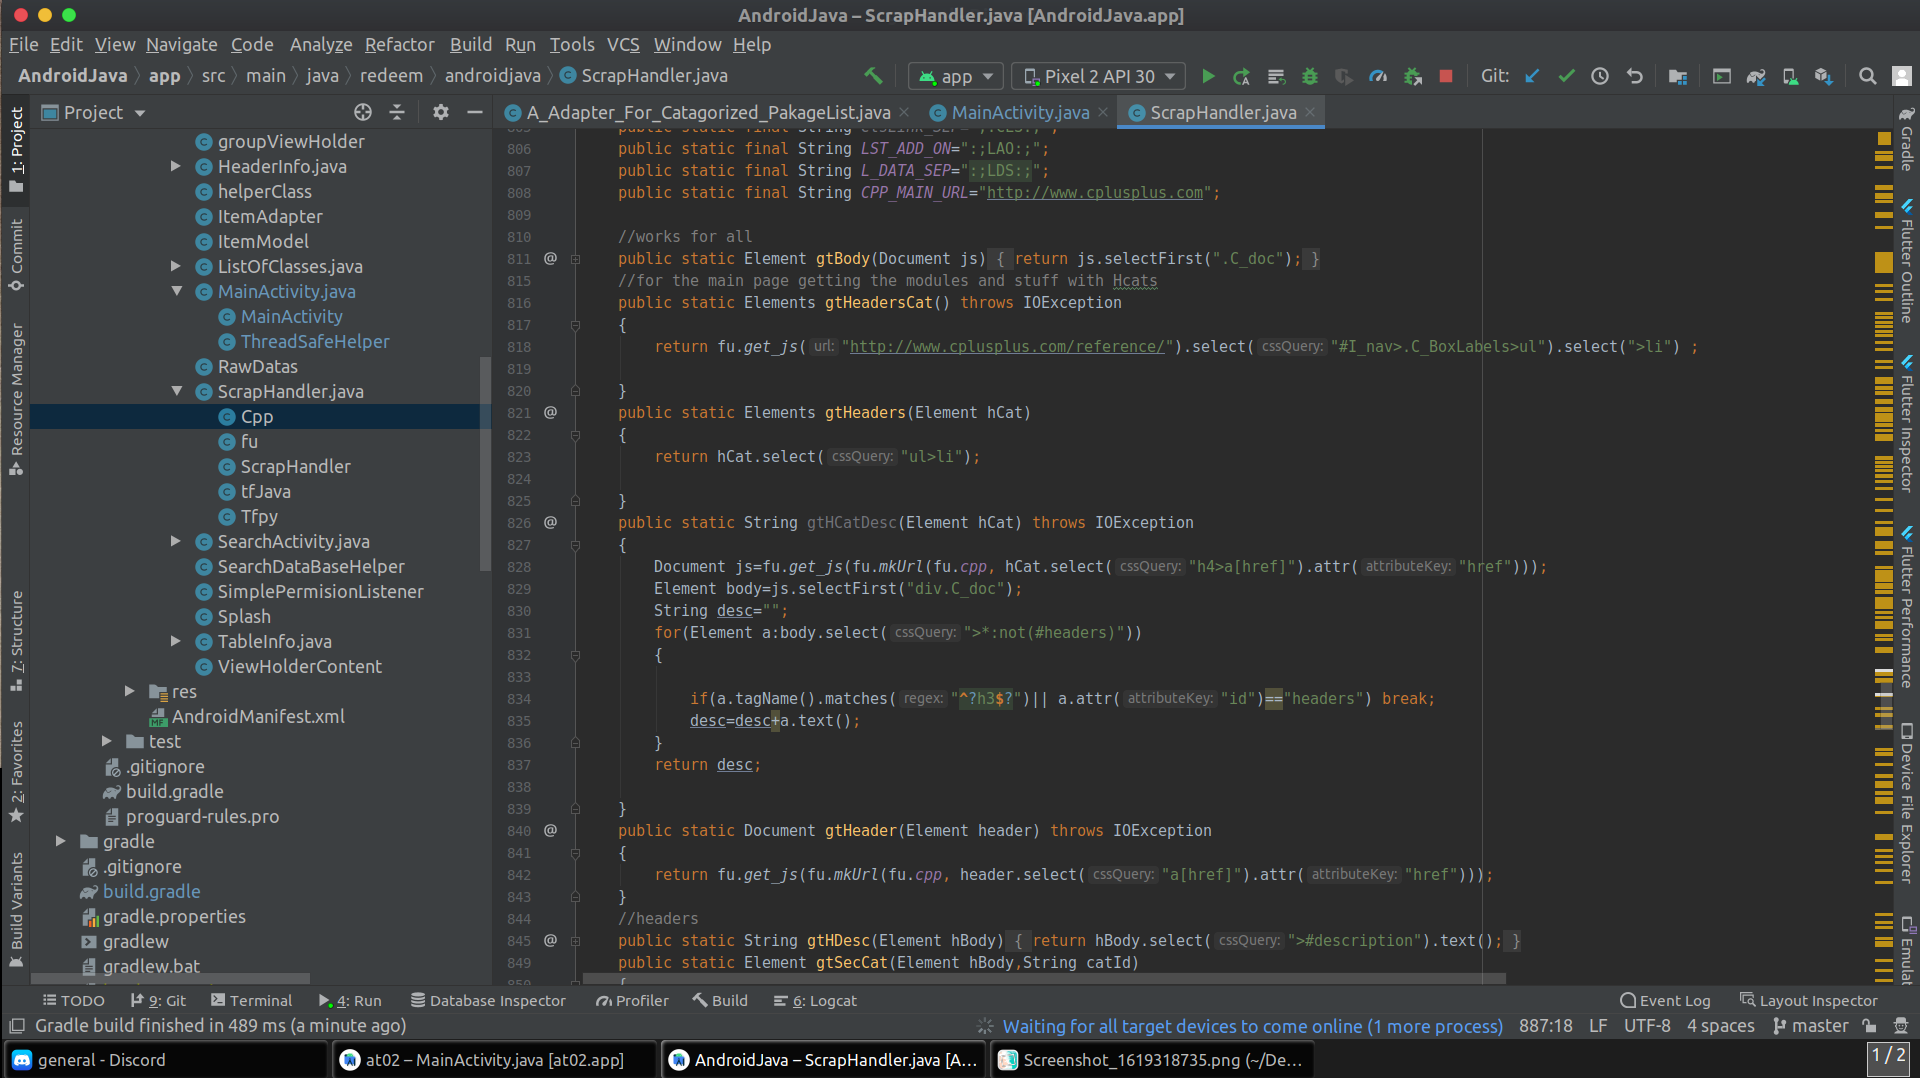 AndroidJava – ScrapHandler.java [AndroidJava.app]
File Edit View Navigate Code Analyze Refactor Build Run Tools VCS Window Help
AndroidJava app src main java redeem androidjava ScrapHandler.java app Pixel 2 API 30 Git:
Project
A_Adapter_For_Catagorized_PakageList.java MainActivity.java ScrapHandler.java
1: Project
Commit
Resource Manager
7: Structure
2: Favorites
Build Variants
groupViewHolder
HeaderInfo.java
helperClass
ItemAdapter
ItemModel
ListOfClasses.java
MainActivity.java
MainActivity
ThreadSafeHelper
RawDatas
ScrapHandler.java
Cpp
fu
ScrapHandler
tfJava
Tfpy
SearchActivity.java
SearchDataBaseHelper
SimplePermisionListener
Splash
TableInfo.java
ViewHolderContent
res
MF AndroidManifest.xml
test
.gitignore
build.gradle
proguard-rules.pro
gradle
.gitignore
build.gradle
gradle.properties
gradlew
gradlew.bat
806 public static final String LST_ADD_ON=":;LAO:;";
807 public static final String L_DATA_SEP=":;LDS:;";
808 public static final String CPP_MAIN_URL="http://www.cplusplus.com";
809
810 //works for all
811 @ public static Element gtBody(Document js) { return js.selectFirst(".C_doc"); }
815 //for the main page getting the modules and stuff with Hcats
816 public static Elements gtHeadersCat() throws IOException
817 {
818 return fu.get_js( url: "http://www.cplusplus.com/reference/").select( cssQuery: "#I_nav>.C_BoxLabels>ul").select(">li") ;
819
820 }
821 @ public static Elements gtHeaders(Element hCat)
822 {
823 return hCat.select( cssQuery: "ul>li");
824
825 }
826 @ public static String gtHCatDesc(Element hCat) throws IOException
827 {
828 Document js=fu.get_js(fu.mkUrl(fu.cpp, hCat.select( cssQuery: "h4>a[href]").attr( attributeKey: "href")));
829 Element body=js.selectFirst("div.C_doc");
830 String desc="";
831 for(Element a:body.select( cssQuery: ">*:not(#headers)"))
832 {
833
834 if(a.tagName().matches( regex: "^?h3$?")|| a.attr( attributeKey: "id")=="headers") break;
835 desc=desc+a.text();
836 }
837 return desc;
838
839 }
840 @ public static Document gtHeader(Element header) throws IOException
841 {
842 return fu.get_js(fu.mkUrl(fu.cpp, header.select( cssQuery: "a[href]").attr( attributeKey: "href")));
843 }
844 //headers
845 @ public static String gtHDesc(Element hBody) { return hBody.select( cssQuery: ">#description").text(); }
849 public static Element gtSecCat(Element hBody,String catId)
Gradle
Flutter Outline
Flutter Inspector
Flutter Performance
Device File Explorer
TODO 9: Git Terminal 4: Run Database Inspector Profiler Build 6: Logcat Event Log Layout Inspector
Gradle build finished in 489 ms (a minute ago) Waiting for all target devices to come online (1 more process) 887:18 LF UTF-8 4 spaces master
general - Discord at02 – MainActivity.java [at02.app] AndroidJava – ScrapHandler.java [A... Screenshot_1619318735.png (~/De... 1 / 2